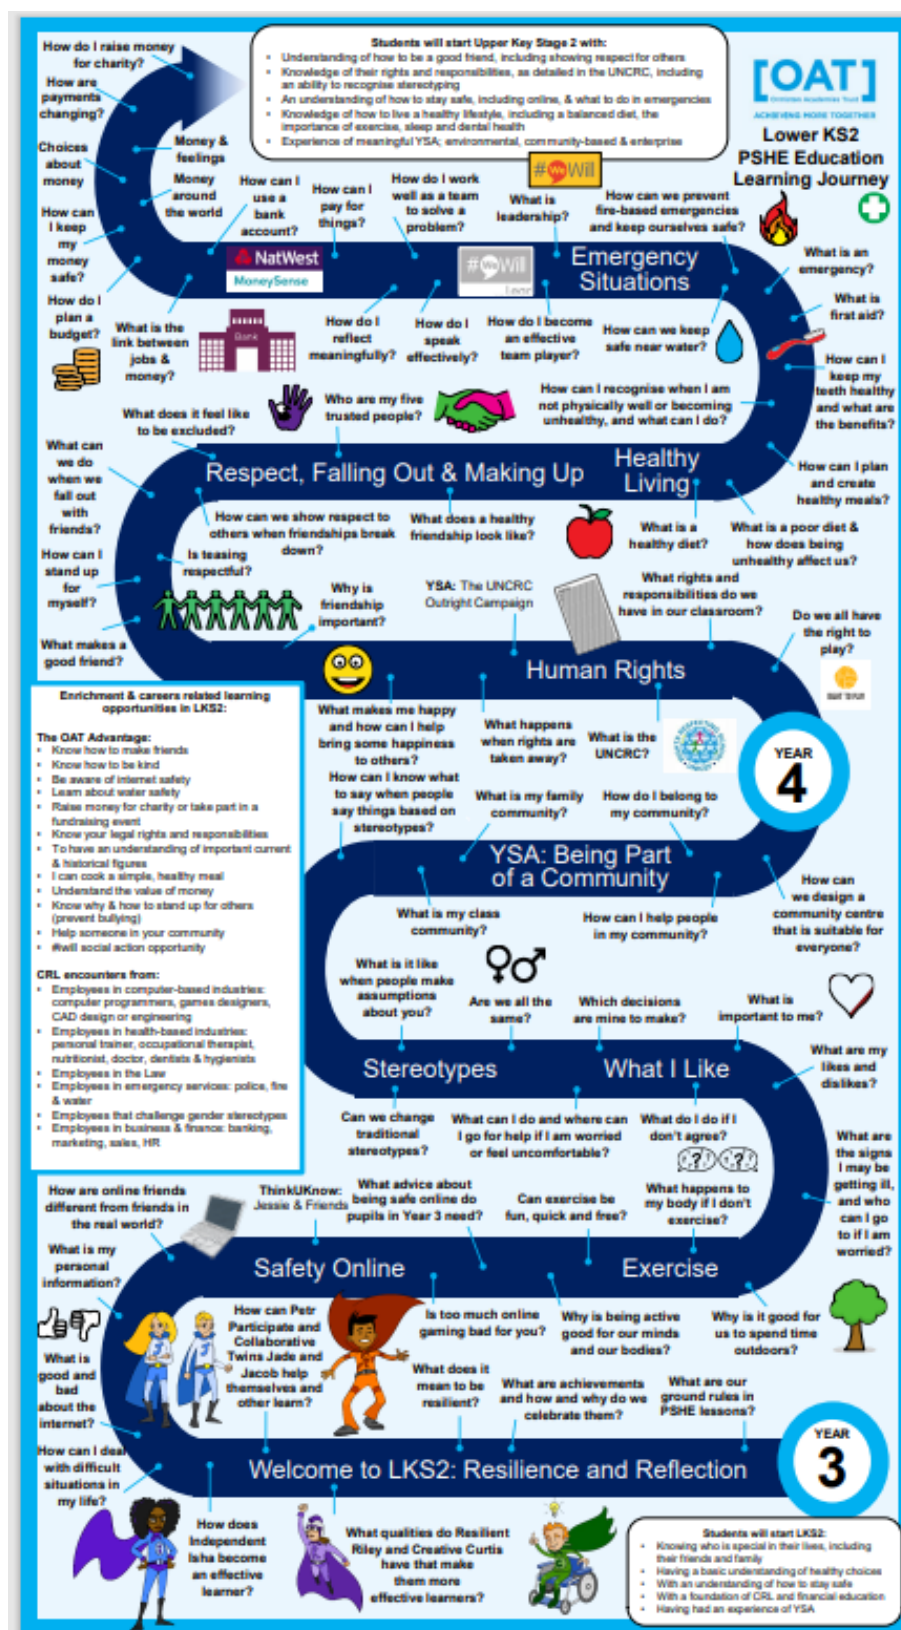 How do I raise money
for charity?
How are
payments
changing?
Choices
about
money
How can
I keep
my
money
safe?
How do I
plan a
budget?
Money &
feelings
Money
around
the world
Students will start Upper Key Stage 2 with:
• Understanding of how to be a good friend, including showing respect for others
• Knowledge of their rights and responsibilities, as detailed in the UNCRC, including
an ability to recognise stereotyping
• An understanding of how to stay safe, including online, & what to do in emergencies
• Knowledge of how to live a healthy lifestyle, including a balanced diet, the
importance of exercise, sleep and dental health
• Experience of meaningful YSA; environmental, community-based & enterprise
[OAT]
Ormiston Academies Trust
ACHIEVING MORE TOGETHER
Lower KS2
PSHE Education
Learning Journey
#WeWill
How can I
use a
bank
account?
How can I
pay for
things?
How do I work
well as a team
to solve a
problem?
What is
leadership?
How can we prevent
fire-based emergencies
and keep ourselves safe?
NatWest
MoneySense
#WeWill
Emergency
Situations
What is an
emergency?
What is
first aid?
What is the
link between
jobs &
money?
Bank
How do I
reflect
meaningfully?
How do I
speak
effectively?
How do I become
an effective
team player?
How can we keep
safe near water?
How can I
keep my
teeth healthy
and what are
the benefits?
What does it feel like
to be excluded?
Who are my five
trusted people?
How can I recognise when I am
not physically well or becoming
unhealthy, and what can I do?
What can
we do
when we
fall out
with
friends?
Respect, Falling Out & Making Up
Healthy
Living
How can I plan
and create
healthy meals?
How can we show respect to
others when friendships break
down?
What does a healthy
friendship look like?
What is a
healthy diet?
What is a poor diet &
how does being
unhealthy affect us?
How can I
stand up
for
myself?
Is teasing
respectful?
Why is
friendship
important?
YSA: The UNCRC
Outright Campaign
What rights and
responsibilities do we
have in our classroom?
Do we all have
the right to
play?
What makes a
good friend?
Human Rights
RIGHT TO PLAY
What makes me happy
and how can I help
bring some happiness
to others?
What happens
when rights are
taken away?
What is the
UNCRC?
YEAR
4
Enrichment & careers related learning
opportunities in LKS2:
The OAT Advantage:
• Know how to make friends
• Know how to be kind
• Be aware of internet safety
• Learn about water safety
• Raise money for charity or take part in a
fundraising event
• Know your legal rights and responsibilities
• To have an understanding of important current
& historical figures
• I can cook a simple, healthy meal
• Understand the value of money
• Know why & how to stand up for others
(prevent bullying)
• Help someone in your community
• #iwill social action opportunity
CRL encounters from:
• Employees in computer-based industries:
computer programmers, games designers,
CAD design or engineering
• Employees in health-based industries:
personal trainer, occupational therapist,
nutritionist, doctor, dentists & hygienists
• Employees in the Law
• Employees in emergency services: police, fire
& water
• Employees that challenge gender stereotypes
• Employees in business & finance: banking,
marketing, sales, HR
How can I know what
to say when people
say things based on
stereotypes?
What is my family
community?
How do I belong to
my community?
YSA: Being Part
of a Community
What is my class
community?
How can I help people
in my community?
How can
we design a
community centre
that is suitable for
everyone?
What is it like
when people make
assumptions
about you?
Are we all the
same?
Which decisions
are mine to make?
What is
important to me?
Stereotypes
What I Like
What are my
likes and
dislikes?
Can we change
traditional
stereotypes?
What can I do and where can
I go for help if I am worried
or feel uncomfortable?
What do I do if I
don't agree?
What are
the signs
I may be
getting ill,
and who
can I go
to if I am
worried?
How are online friends
different from friends in
the real world?
ThinkUKnow:
Jessie & Friends
What advice about
being safe online do
pupils in Year 3 need?
Can exercise be
fun, quick and free?
What happens to
my body if I don't
exercise?
What is my
personal
information?
Safety Online
Exercise
How can Petr
Participate and
Collaborative
Twins Jade and
Jacob help
themselves and
other learn?
Is too much online
gaming bad for you?
Why is being active
good for our minds
and our bodies?
Why is it good for
us to spend time
outdoors?
What is
good and
bad
about the
internet?
What does it
mean to be
resilient?
What are achievements
and how and why do we
celebrate them?
What are our
ground rules in
PSHE lessons?
How can I deal
with difficult
situations in
my life?
Welcome to LKS2: Resilience and Reflection
YEAR
3
How does
Independent
Isha become
an effective
learner?
What qualities do Resilient
Riley and Creative Curtis
have that make
them more
effective learners?
Students will start LKS2:
• Knowing who is special in their lives, including
their friends and family
• Having a basic understanding of healthy choices
• With an understanding of how to stay safe
• With a foundation of CRL and financial education
• Having had an experience of YSA